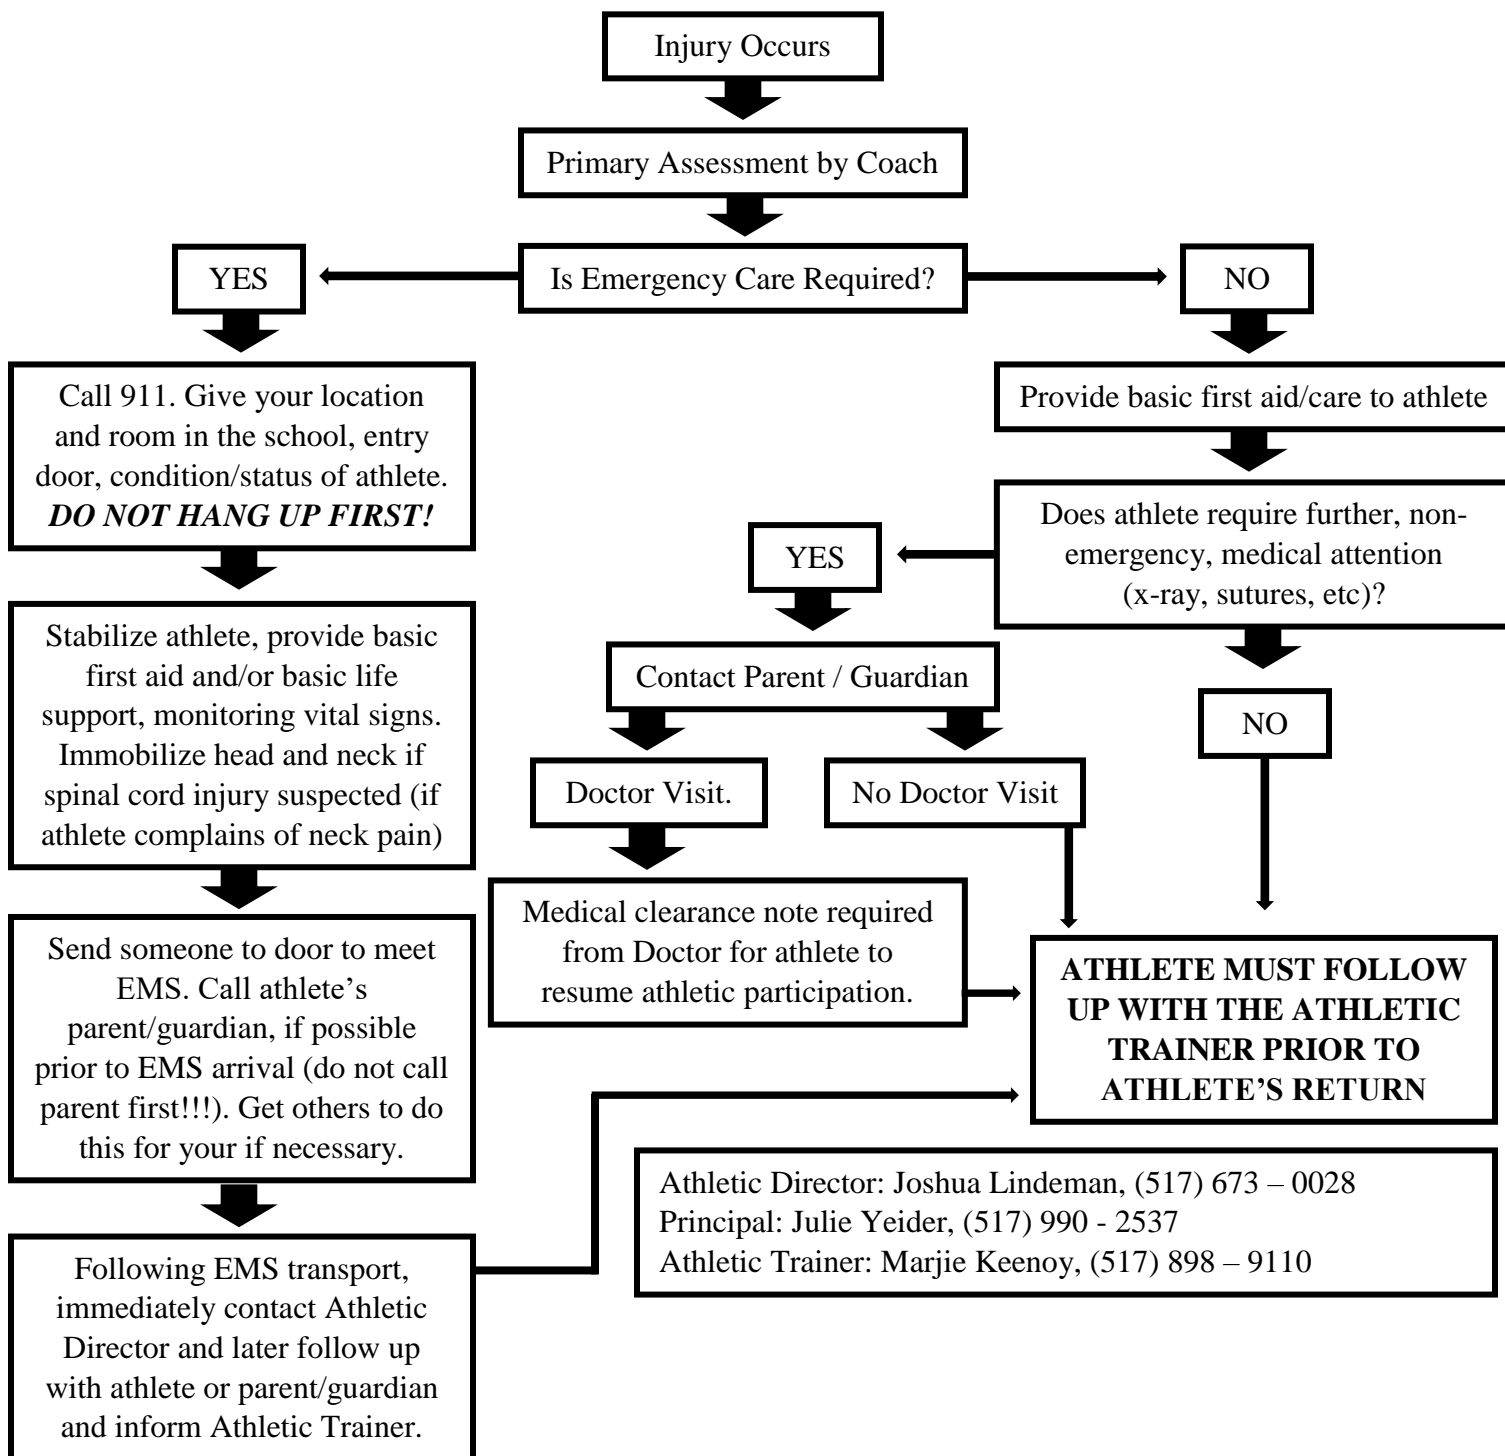 Injury Occurs
Primary Assessment by Coach
Is Emergency Care Required?
YES
NO
Call 911. Give your location
and room in the school, entry
door, condition/status of athlete.
DO NOT HANG UP FIRST!
Stabilize athlete, provide basic
first aid and/or basic life
support, monitoring vital signs.
Immobilize head and neck if
spinal cord injury suspected (if
athlete complains of neck pain)
Send someone to door to meet
EMS. Call athlete’s
parent/guardian, if possible
prior to EMS arrival (do not call
parent first!!!). Get others to do
this for your if necessary.
Following EMS transport,
immediately contact Athletic
Director and later follow up
with athlete or parent/guardian
and inform Athletic Trainer.
Provide basic first aid/care to athlete
Does athlete require further, non-
emergency, medical attention
(x-ray, sutures, etc)?
YES
NO
Contact Parent / Guardian
Doctor Visit.
No Doctor Visit
Medical clearance note required
from Doctor for athlete to
resume athletic participation.
ATHLETE MUST FOLLOW
UP WITH THE ATHLETIC
TRAINER PRIOR TO
ATHLETE’S RETURN
Athletic Director: Joshua Lindeman, (517) 673 – 0028
Principal: Julie Yeider, (517) 990 - 2537
Athletic Trainer: Marjie Keenoy, (517) 898 – 9110